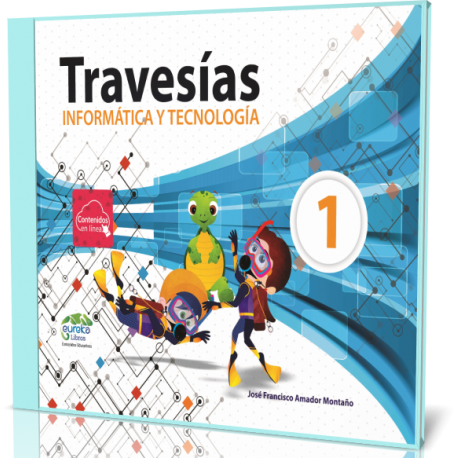 Travesías
INFORMÁTICA Y TECNOLOGÍA
1
Contenidos
en línea
eureka
Libros
José Francisco Amador Montaño